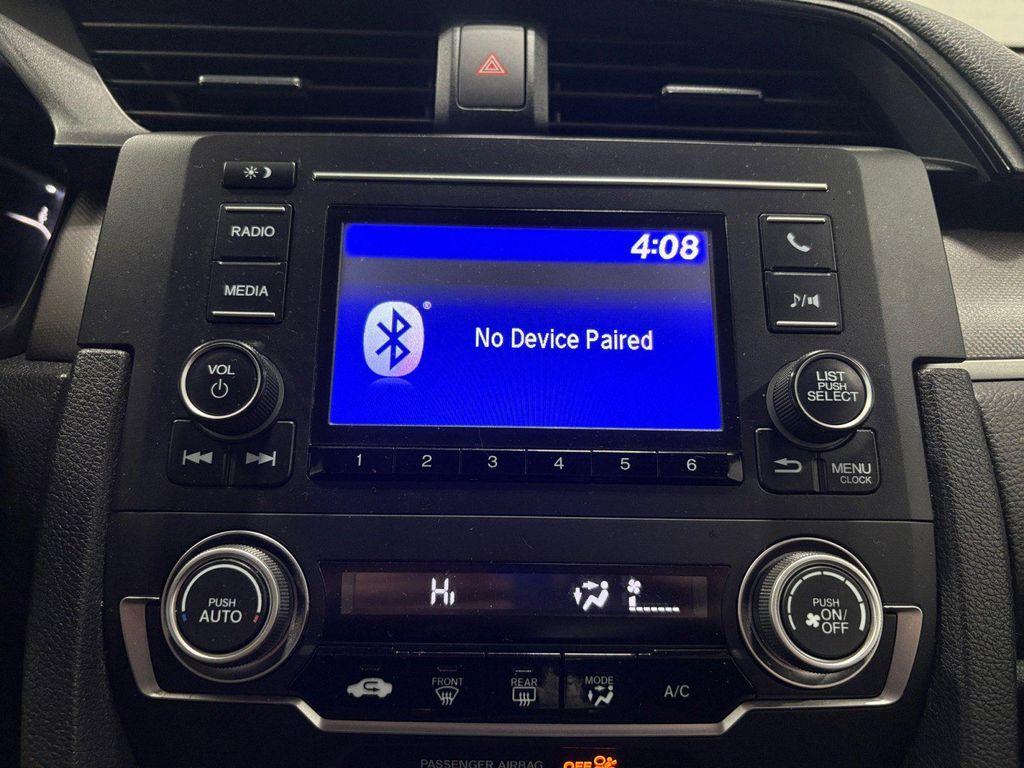 4:08
RADIO
MEDIA
®
No Device Paired
VOL
LIST
PUSH
SELECT
1 2 3 4 5 6
MENU
CLOCK
PUSH
AUTO
Hi
PUSH
ON/
OFF
FRONT
REAR
MODE
A/C
PASSENGER AIRBAG
OFF